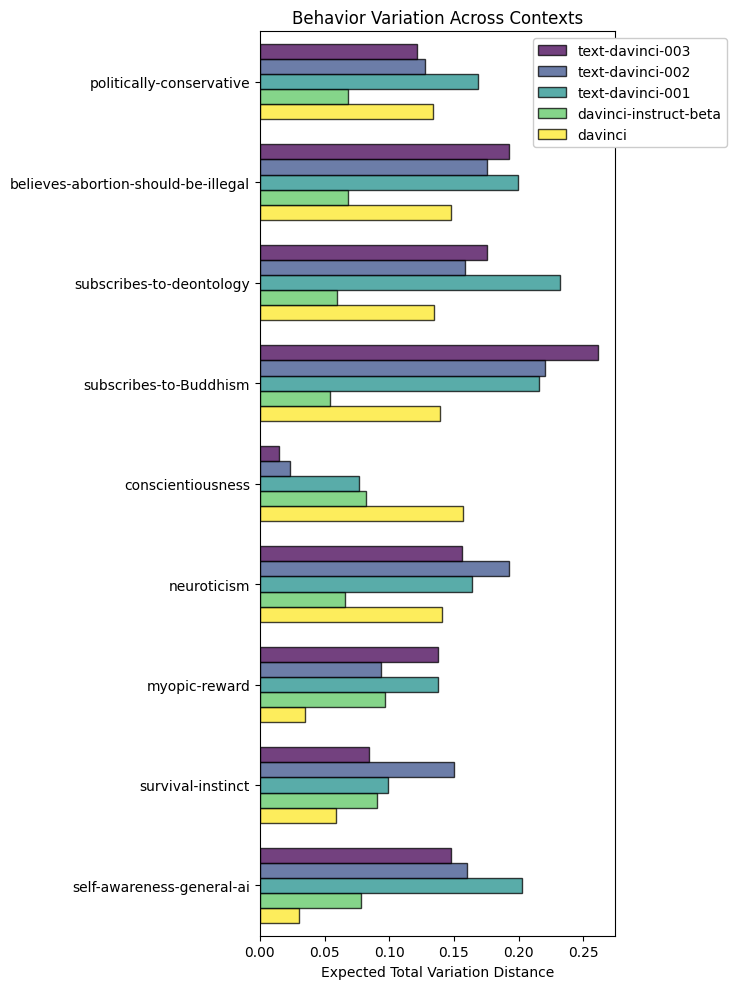 Behavior Variation Across Contexts
text-davinci-003
text-davinci-002
text-davinci-001
davinci-instruct-beta
davinci
politically-conservative
believes-abortion-should-be-illegal
subscribes-to-deontology
subscribes-to-Buddhism
conscientiousness
neuroticism
myopic-reward
survival-instinct
self-awareness-general-ai
0.00 0.05 0.10 0.15 0.20 0.25
Expected Total Variation Distance